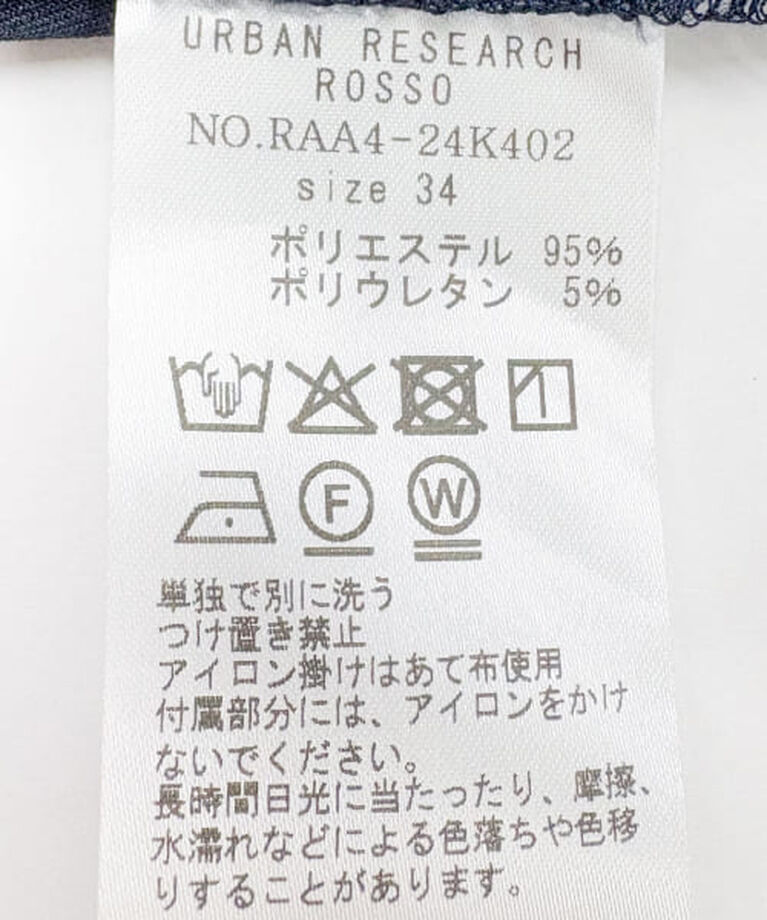 URBAN RESEARCH
ROSSO
NO.RAA4-24K402
size 34
ポリエステル 95%
ポリウレタン 5%
F W
単独で別に洗う
つけ置き禁止
アイロン掛けはあて布使用
付属部分には、アイロンをかけ
ないでください。
長時間日光に当たったり、摩擦、
水濡れなどによる色落ちや色移
りすることがあります。